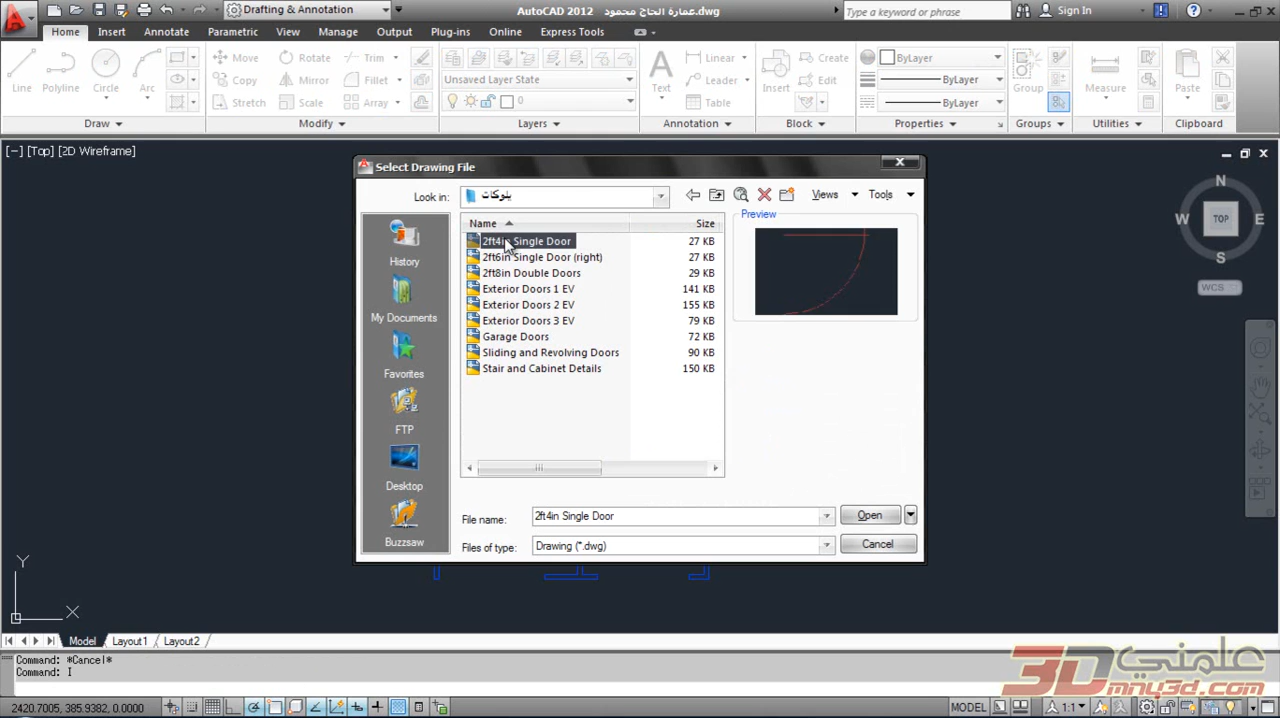 Drafting & Annotation
AutoCAD 2012 عمارة الحاج محمود.dwg
Type a keyword or phrase
Sign In
Home Insert Annotate Parametric View Manage Output Plug-ins Online Express Tools
Line Polyline Circle Arc
Move Rotate Trim
Copy Mirror Fillet
Stretch Scale Array
Unsaved Layer State
0
Text
Linear
Leader
Table
Insert
Create
Edit
ByLayer
ByLayer
ByLayer
Group
Measure
Paste
Draw Modify Layers Annotation Block Properties Groups Utilities Clipboard
[-] [Top] [2D Wireframe]
Select Drawing File
Look in: بلوكات
Views Tools
Name Size
Preview
2ft4in Single Door 27 KB
2ft6in Single Door (right) 27 KB
2ft8in Double Doors 29 KB
Exterior Doors 1 EV 141 KB
Exterior Doors 2 EV 155 KB
Exterior Doors 3 EV 79 KB
Garage Doors 72 KB
Sliding and Revolving Doors 90 KB
Stair and Cabinet Details 150 KB
History
My Documents
Favorites
FTP
Desktop
Buzzsaw
File name: 2ft4in Single Door Open
Files of type: Drawing (*.dwg) Cancel
N
W TOP E
S
WCS
Y
X
Model Layout1 Layout2
Command: *Cancel*
Command: I
2420.7005, 385.9382, 0.0000
MODEL
1:1
علمني
3Dmny3d.com